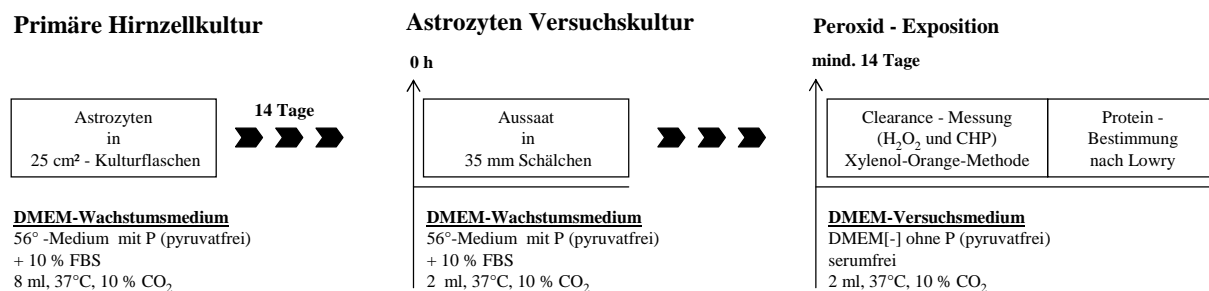 Primäre Hirnzellkultur
Astrozyten
in
25 cm² - Kulturflaschen
14 Tage
DMEM-Wachstumsmedium
56° -Medium mit P (pyruvatfrei)
+ 10 % FBS
8 ml, 37°C, 10 % CO₂
Astrozyten Versuchskultur
0 h
Aussaat
in
35 mm Schälchen
DMEM-Wachstumsmedium
56°-Medium mit P (pyruvatfrei)
+ 10 % FBS
2 ml, 37°C, 10 % CO₂
Peroxid - Exposition
mind. 14 Tage
Clearance - Messung
(H₂O₂ und CHP)
Xylenol-Orange-Methode
Protein -
Bestimmung
nach Lowry
DMEM-Versuchsmedium
DMEM[-] ohne P (pyruvatfrei)
serumfrei
2 ml, 37°C, 10 % CO₂